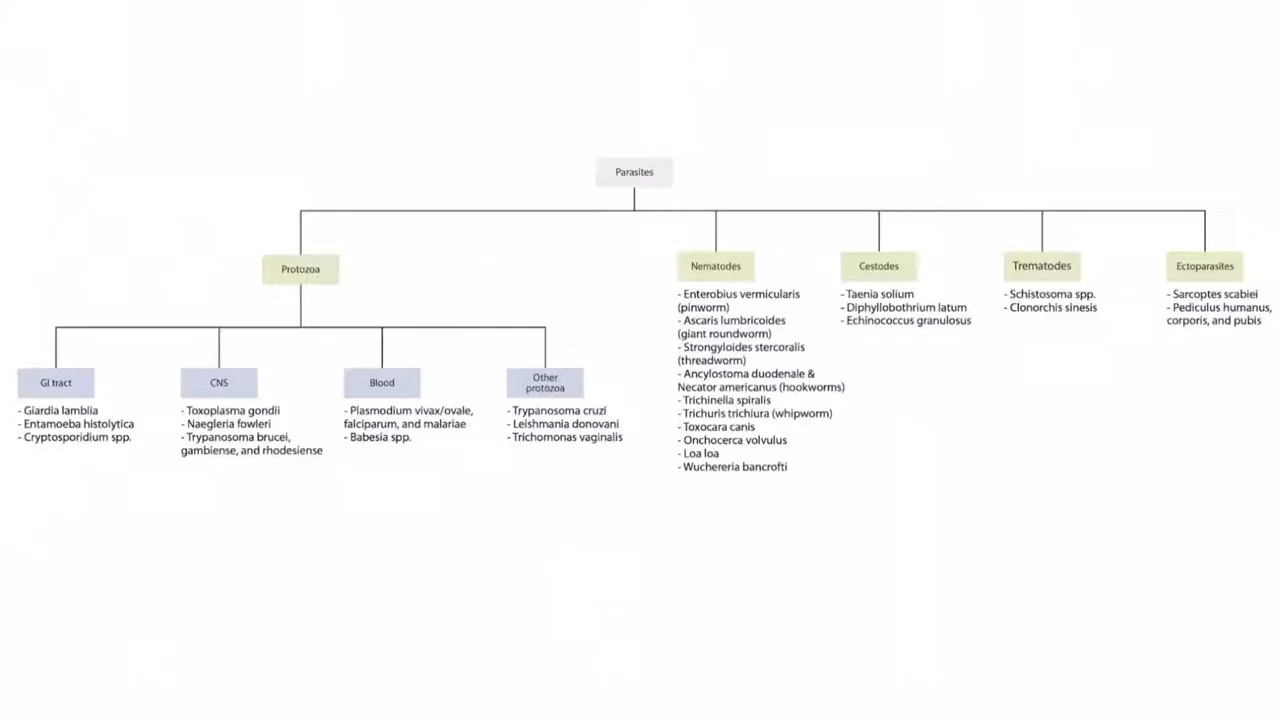 Parasites
Protozoa
GI tract
- Giardia lamblia
- Entamoeba histolytica
- Cryptosporidium spp.
CNS
- Toxoplasma gondii
- Naegleria fowleri
- Trypanosoma brucei,
gambiense, and rhodesiense
Blood
- Plasmodium vivax/ovale,
falciparum, and malariae
- Babesia spp.
Other
protozoa
- Trypanosoma cruzi
- Leishmania donovani
- Trichomonas vaginalis
Nematodes
- Enterobius vermicularis
(pinworm)
- Ascaris lumbricoides
(giant roundworm)
- Strongyloides stercoralis
(threadworm)
- Ancylostoma duodenale &
Necator americanus (hookworms)
- Trichinella spiralis
- Trichuris trichiura (whipworm)
- Toxocara canis
- Onchocerca volvulus
- Loa loa
- Wuchereria bancrofti
Cestodes
- Taenia solium
- Diphyllobothrium latum
- Echinococcus granulosus
Trematodes
- Schistosoma spp.
- Clonorchis sinesis
Ectoparasites
- Sarcoptes scabiei
- Pediculus humanus,
corporis, and pubis